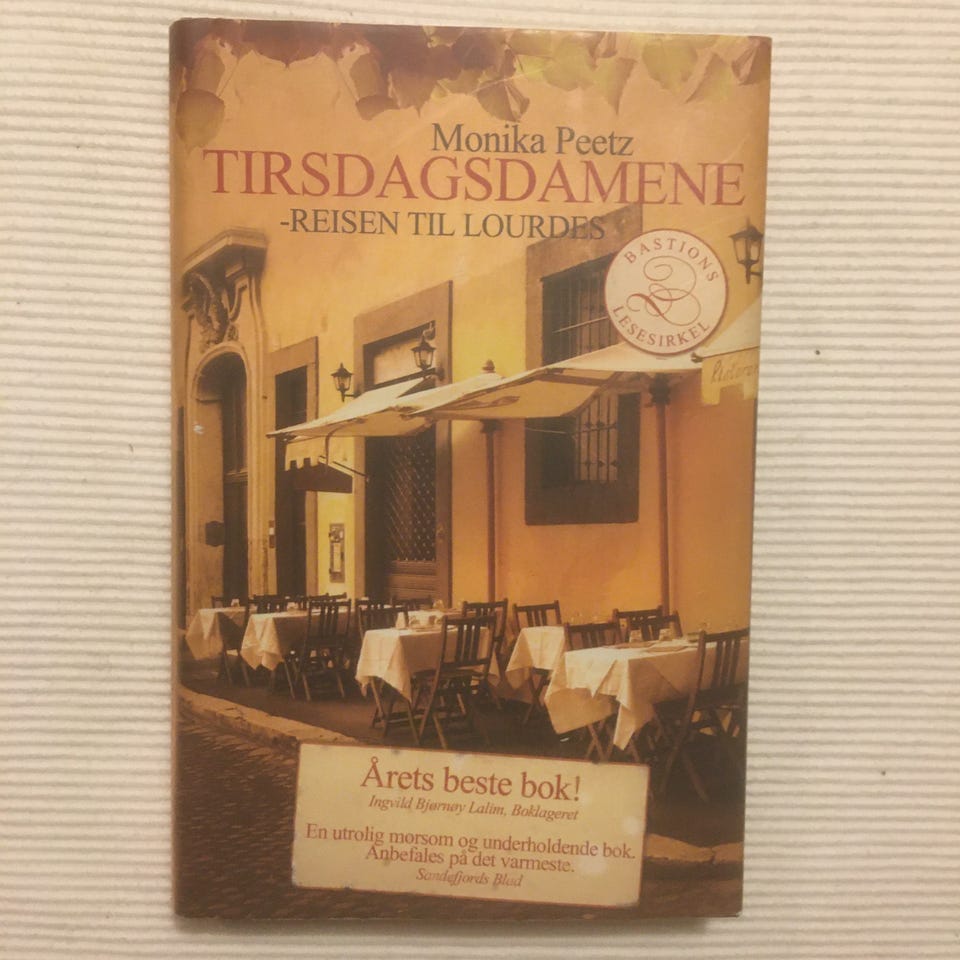 Monika Peetz
TIRSDAGSDAMENE
-REISEN TIL LOURDES
BASTIONS
LESESIRKEL
Årets beste bok!
Ingvild Bjørnøy Lalim, Boklageret
En utrolig morsom og underholdende bok.
Anbefales på det varmeste.
Sandefjords Blad